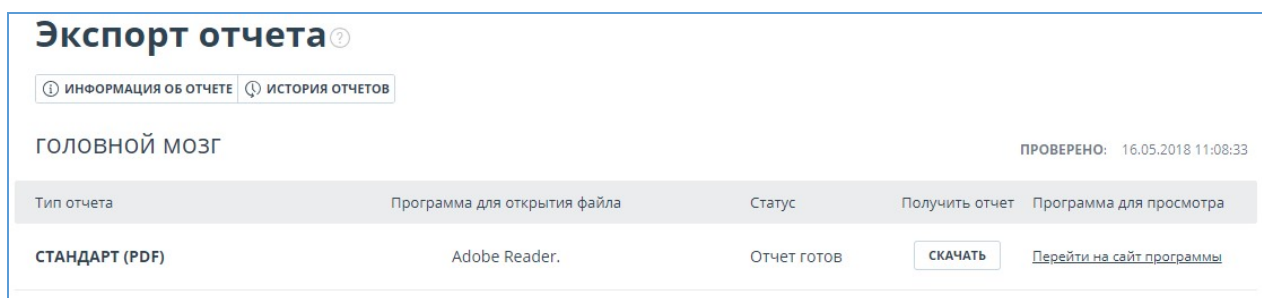 Экспорт отчета
ИНФОРМАЦИЯ ОБ ОТЧЕТЕ ИСТОРИЯ ОТЧЕТОВ
ГОЛОВНОЙ МОЗГ ПРОВЕРЕНО: 16.05.2018 11:08:33
Тип отчета Программа для открытия файла Статус Получить отчет Программа для просмотра
СТАНДАРТ (PDF) Adobe Reader. Отчет готов СКАЧАТЬ Перейти на сайт программы